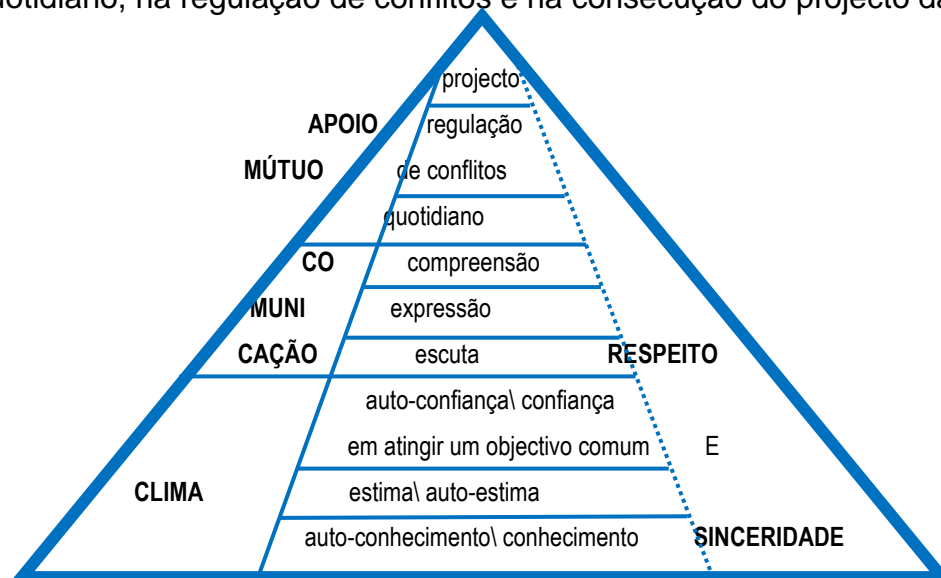 quotidiano, na regulação de conflitos e na consecução do projecto da
projecto
APOIO regulação
MÚTUO de conflitos
quotidiano
CO compreensão
MUNI expressão
CAÇÃO escuta RESPEITO
auto-confiança\ confiança
em atingir um objectivo comum E
CLIMA estima\ auto-estima
auto-conhecimento\ conhecimento SINCERIDADE